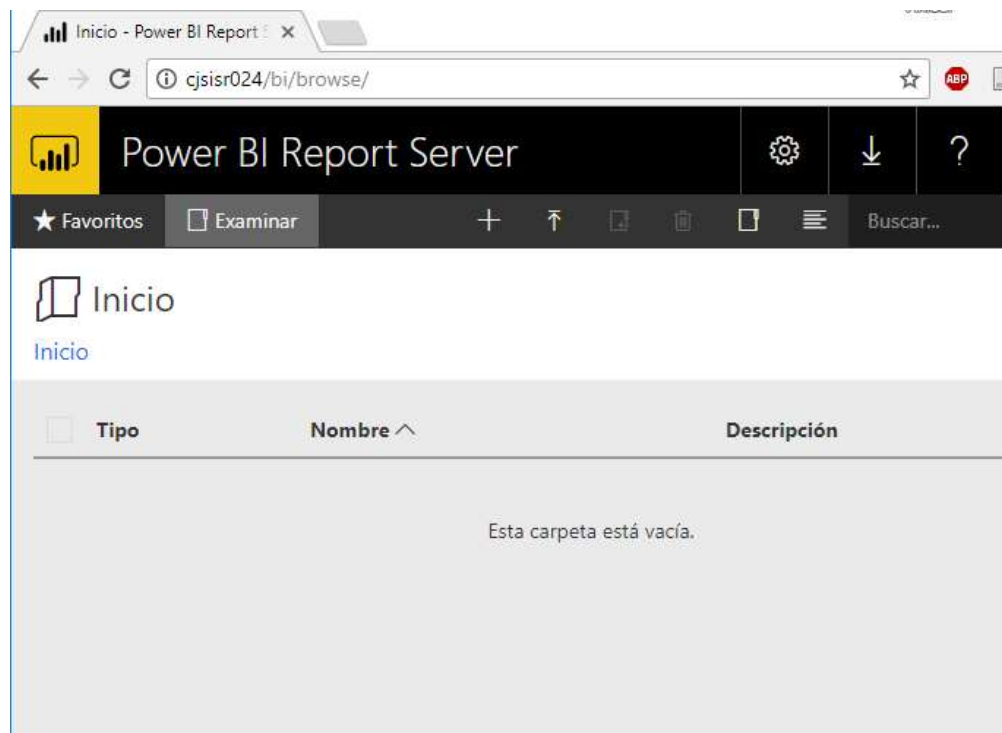 Inicio - Power BI Report S
cjsisr024/bi/browse/
ABP
Power BI Report Server
?
Favoritos Examinar Buscar...
Inicio
Inicio
Tipo Nombre Descripción
Esta carpeta está vacía.